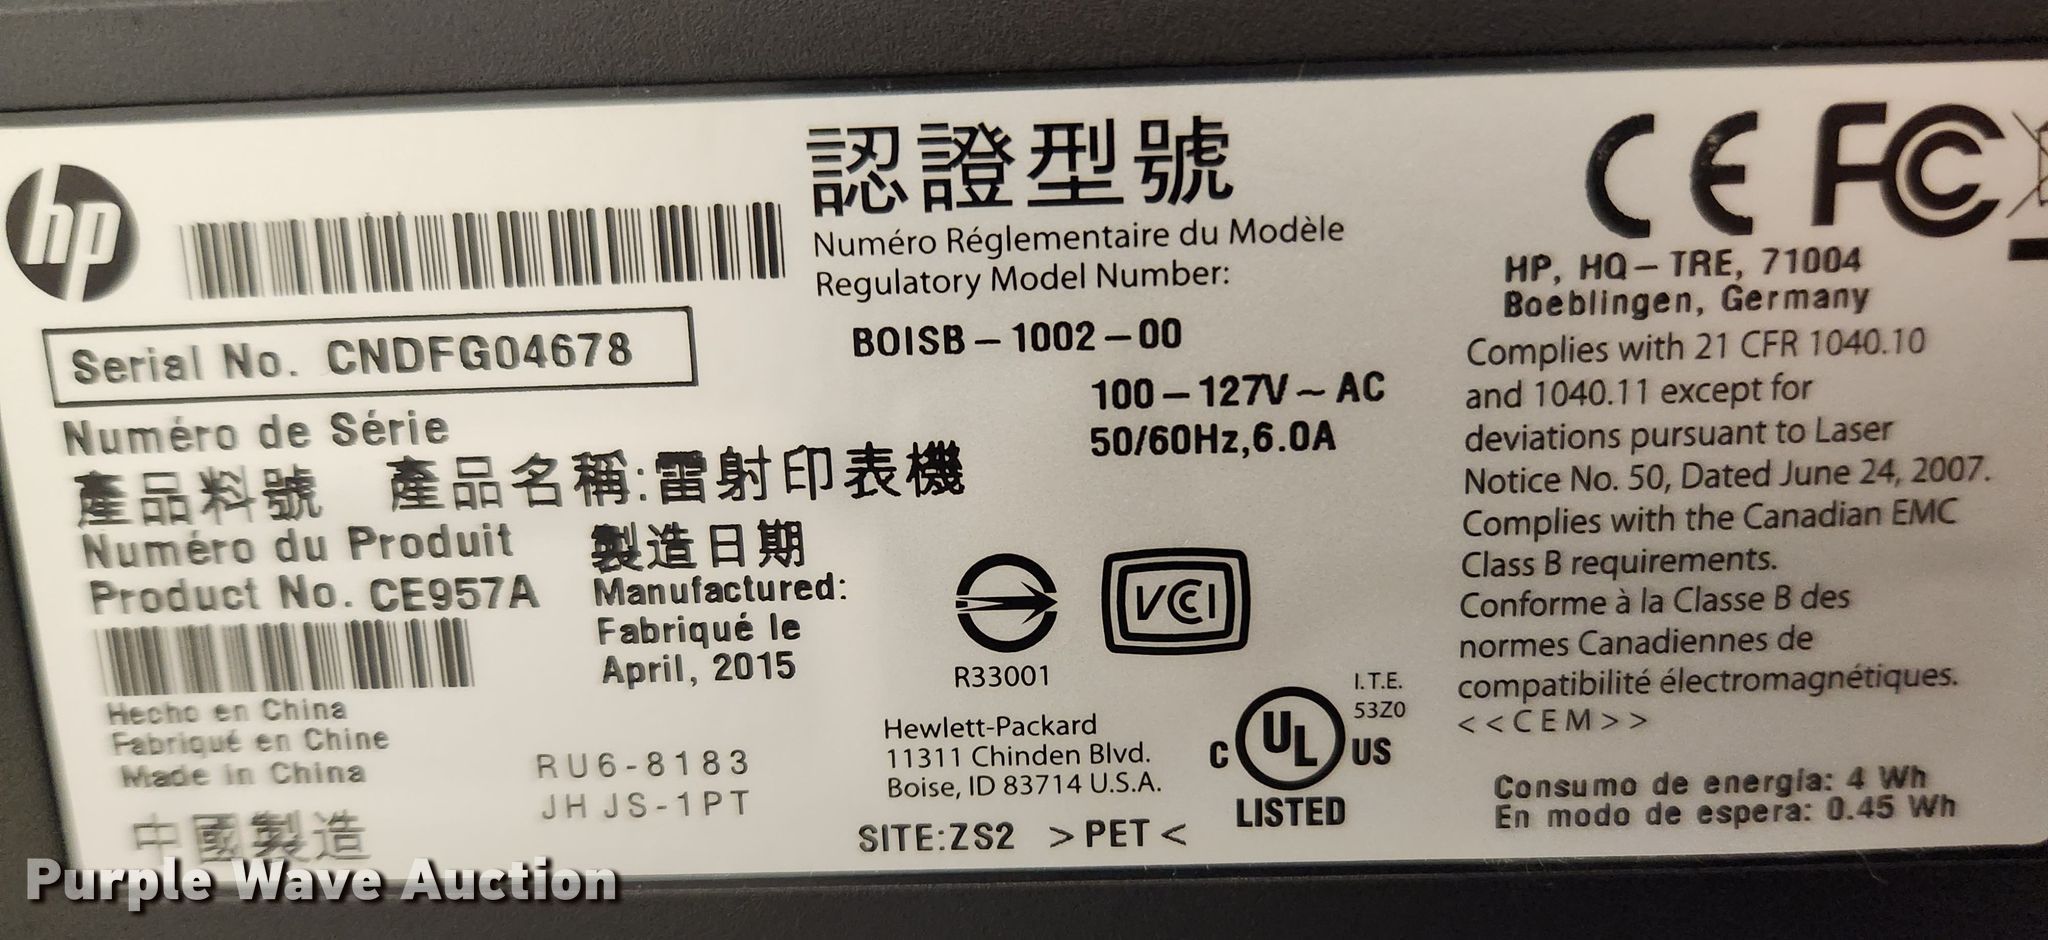 hp
Serial No. CNDFG04678
Numéro de Série
產品料號 產品名稱:雷射印表機
Numéro du Produit
Product No. CE957A
製造日期
Manufactured:
Fabriqué le
April, 2015
Hecho en China
Fabriqué en Chine
Made in China
中國製造
RU6-8183
JHJS-1PT
認證型號
Numéro Réglementaire du Modèle
Regulatory Model Number:
BOISB-1002-00
100-127V~AC
50/60Hz,6.0A
R33001
VCCI
Hewlett-Packard
11311 Chinden Blvd.
Boise, ID 83714 U.S.A.
SITE:ZS2 >PET<
I.T.E.
53Z0
C UL US
LISTED
CE FC
HP, HQ-TRE, 71004
Boeblingen, Germany
Complies with 21 CFR 1040.10
and 1040.11 except for
deviations pursuant to Laser
Notice No. 50, Dated June 24, 2007.
Complies with the Canadian EMC
Class B requirements.
Conforme à la Classe B des
normes Canadiennes de
compatibilité électromagnétiques.
<<CEM>>
Consumo de energía: 4 Wh
En modo de espera: 0.45 Wh
Purple Wave Auction